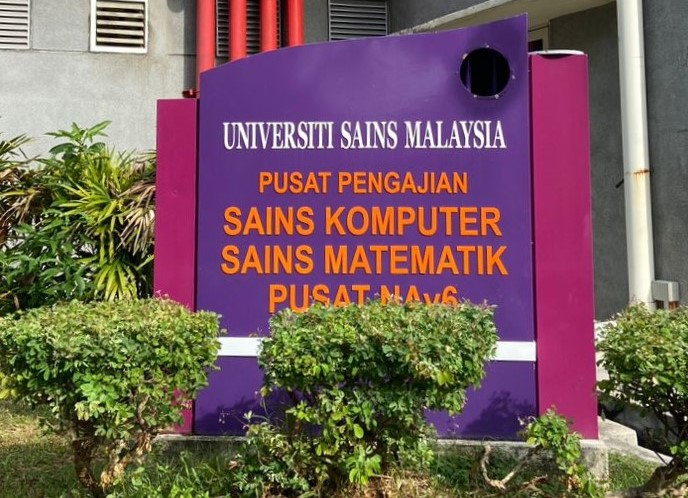 UNIVERSITI SAINS MALAYSIA
PUSAT PENGAJIAN
SAINS KOMPUTER
SAINS MATEMATIK
PUSAT NAv6